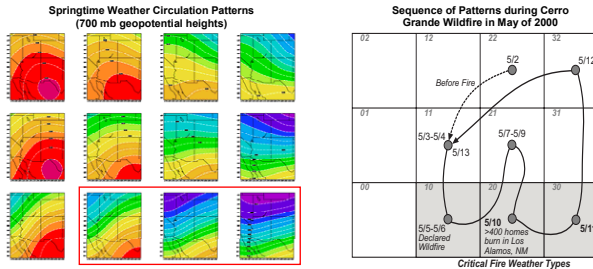 Springtime Weather Circulation Patterns
(700 mb geopotential heights)
Sequence of Patterns during Cerro
Grande Wildfire in May of 2000
02
12
22
32
5/2
5/12
Before Fire
01
11
21
31
5/3-5/4
5/13
5/7-5/9
00
10
20
30
5/5-5/6
Declared
Wildfire
5/10
>400 homes
burn in Los
Alamos, NM
Critical Fire Weather Types